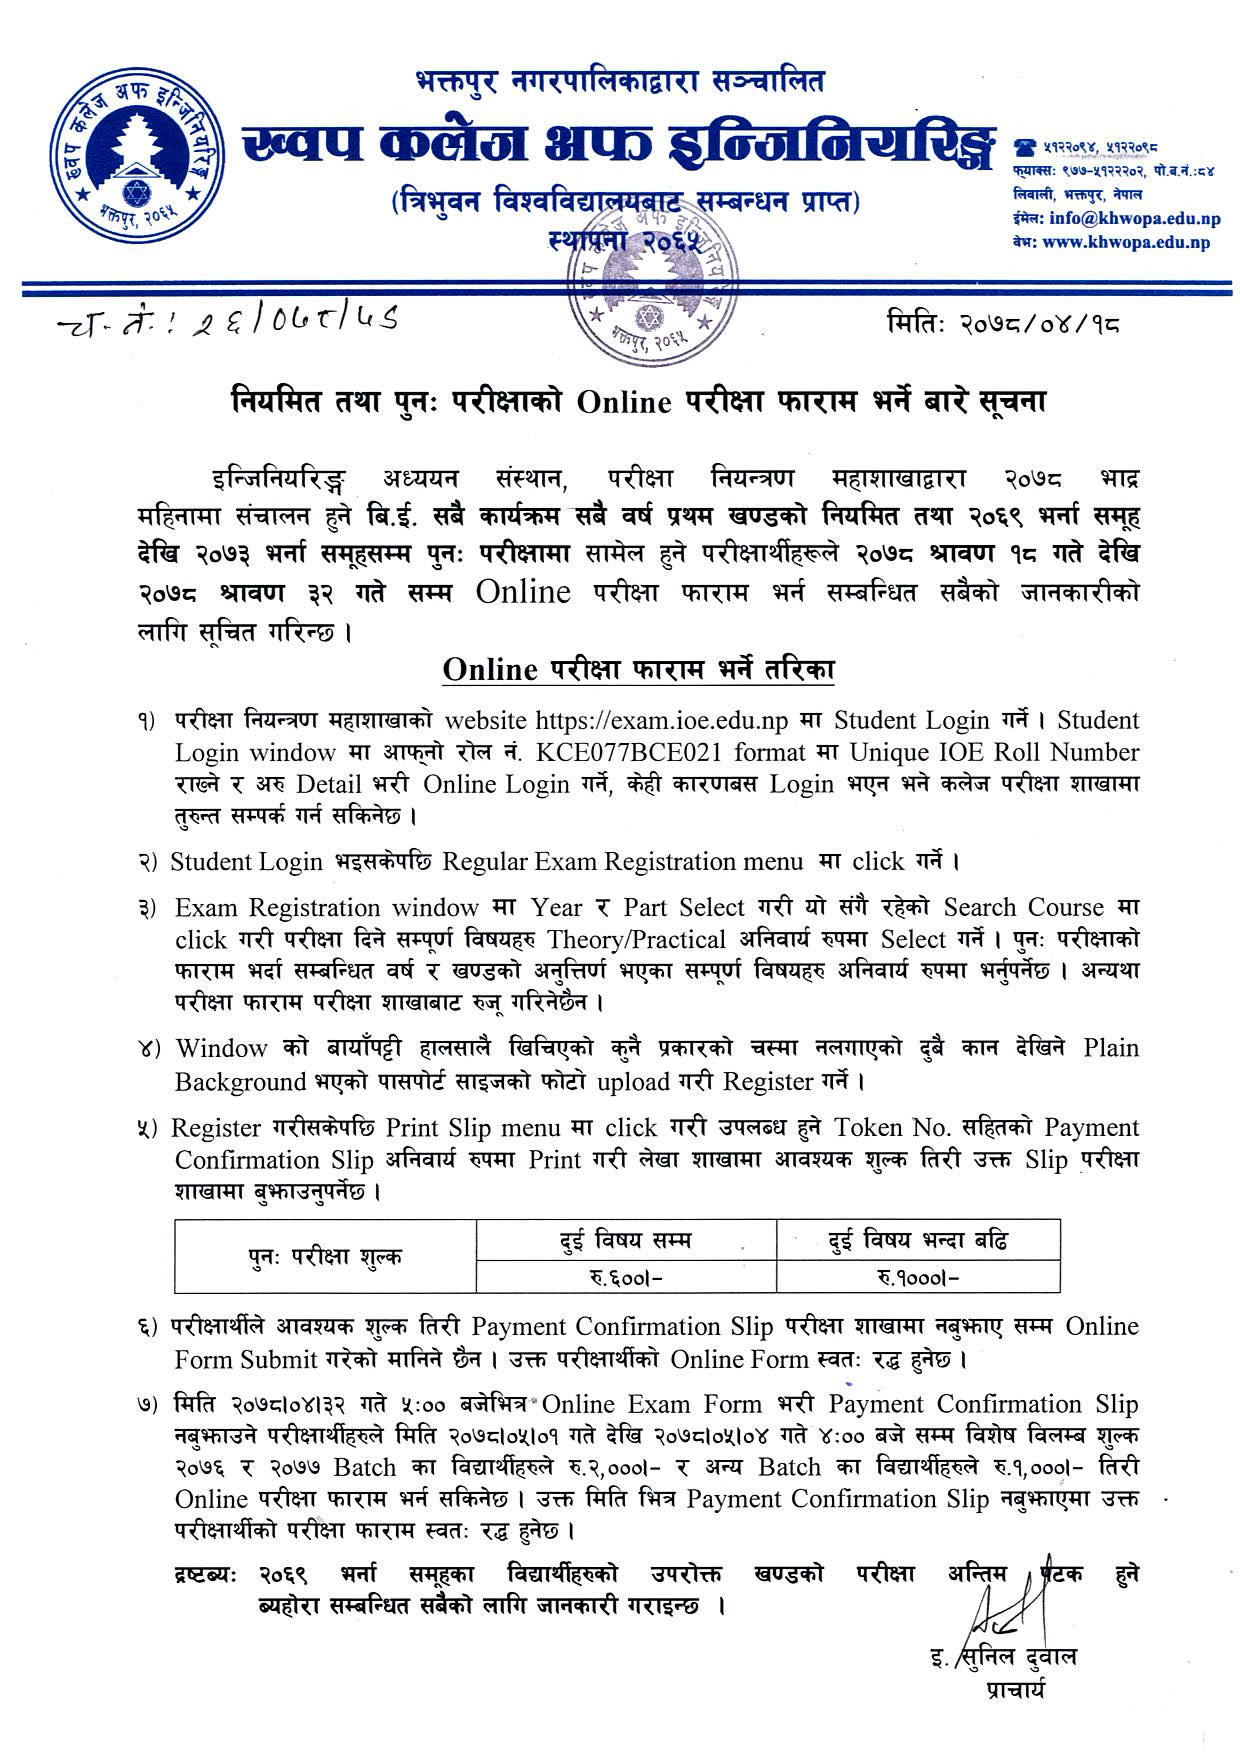 भक्तपुर नगरपालिकाद्वारा सञ्चालित
ख्वप कलेज अफ इन्जिनियरिङ्ग
(त्रिभुवन विश्वविद्यालयबाट सम्बन्धन प्राप्त)
स्थापना २०६५
ख्वप कलेज अफ इन्जिनियरिङ्ग
भक्तपुर, २०६५
☎ ५१२२०९४, ५१२२०९८
फ्याक्सः ९७७-५१२२२०२, पो.ब.नं.:८४
लिवाली, भक्तपुर, नेपाल
ईमेल: info@khwopa.edu.np
वेभ: www.khwopa.edu.np
ख्वप कलेज अफ इन्जिनियरिङ्ग
भक्तपुर, २०६५
च. नं.: २६/०७८/७९
मितिः २०७८/०४/१८
नियमित तथा पुनः परीक्षाको Online परीक्षा फाराम भर्ने बारे सूचना
इन्जिनियरिङ्ग अध्ययन संस्थान, परीक्षा नियन्त्रण महाशाखाद्वारा २०७८ भाद्र
महिनामा संचालन हुने बि.ई. सबै कार्यक्रम सबै वर्ष प्रथम खण्डको नियमित तथा २०६९ भर्ना समूह
देखि २०७३ भर्ना समूहसम्म पुनः परीक्षामा सामेल हुने परीक्षार्थीहरूले २०७८ श्रावण १८ गते देखि
२०७८ श्रावण ३२ गते सम्म Online परीक्षा फाराम भर्न सम्बन्धित सबैको जानकारीको
लागि सूचित गरिन्छ ।
Online परीक्षा फाराम भर्ने तरिका
१) परीक्षा नियन्त्रण महाशाखाको website https://exam.ioe.edu.np मा Student Login गर्ने । Student
Login window मा आफ्नो रोल नं. KCE077BCE021 format मा Unique IOE Roll Number
राख्ने र अरु Detail भरी Online Login गर्ने, केही कारणबस Login भएन भने कलेज परीक्षा शाखामा
तुरुन्त सम्पर्क गर्न सकिनेछ ।
२) Student Login भइसकेपछि Regular Exam Registration menu मा click गर्ने ।
३) Exam Registration window मा Year र Part Select गरी यो संगै रहेको Search Course मा
click गरी परीक्षा दिने सम्पूर्ण विषयहरु Theory/Practical अनिवार्य रुपमा Select गर्ने । पुनः परीक्षाको
फाराम भर्दा सम्बन्धित वर्ष र खण्डको अनुत्तिर्ण भएका सम्पूर्ण विषयहरु अनिवार्य रुपमा भर्नुपर्नेछ । अन्यथा
परीक्षा फाराम परीक्षा शाखाबाट रुजू गरिनेछैन ।
४) Window को बायाँपट्टी हालसालै खिचिएको कुनै प्रकारको चस्मा नलगाएको दुबै कान देखिने Plain
Background भएको पासपोर्ट साइजको फोटो upload गरी Register गर्ने ।
५) Register गरीसकेपछि Print Slip menu मा click गरी उपलब्ध हुने Token No. सहितको Payment
Confirmation Slip अनिवार्य रुपमा Print गरी लेखा शाखामा आवश्यक शुल्क तिरी उक्त Slip परीक्षा
शाखामा बुझाउनुपर्नेछ ।
पुनः परीक्षा शुल्क
दुई विषय सम्म
दुई विषय भन्दा बढि
रु.६००।-
रु.१०००।-
६) परीक्षार्थीले आवश्यक शुल्क तिरी Payment Confirmation Slip परीक्षा शाखामा नबुझाए सम्म Online
Form Submit गरेको मानिने छैन । उक्त परीक्षार्थीको Online Form स्वतः रद्ध हुनेछ ।
७) मिति २०७८।०४।३२ गते ५:०० बजेभित्र Online Exam Form भरी Payment Confirmation Slip
नबुझाउने परीक्षार्थीहरुले मिति २०७८।०५।०१ गते देखि २०७८।०५।०४ गते ४:०० बजे सम्म विशेष विलम्ब शुल्क
२०७६ र २०७७ Batch का विद्यार्थीहरुले रु.२,०००।- र अन्य Batch का विद्यार्थीहरुले रु.१,०००।- तिरी
Online परीक्षा फाराम भर्न सकिनेछ । उक्त मिति भित्र Payment Confirmation Slip नबुझाएमा उक्त
परीक्षार्थीको परीक्षा फाराम स्वतः रद्ध हुनेछ ।
द्रष्टब्यः २०६९ भर्ना समूहका विद्यार्थीहरुको उपरोक्त खण्डको परीक्षा अन्तिम पटक हुने
ब्यहोरा सम्बन्धित सबैको लागि जानकारी गराइन्छ ।
इ. सुनिल दुवाल
प्राचार्य